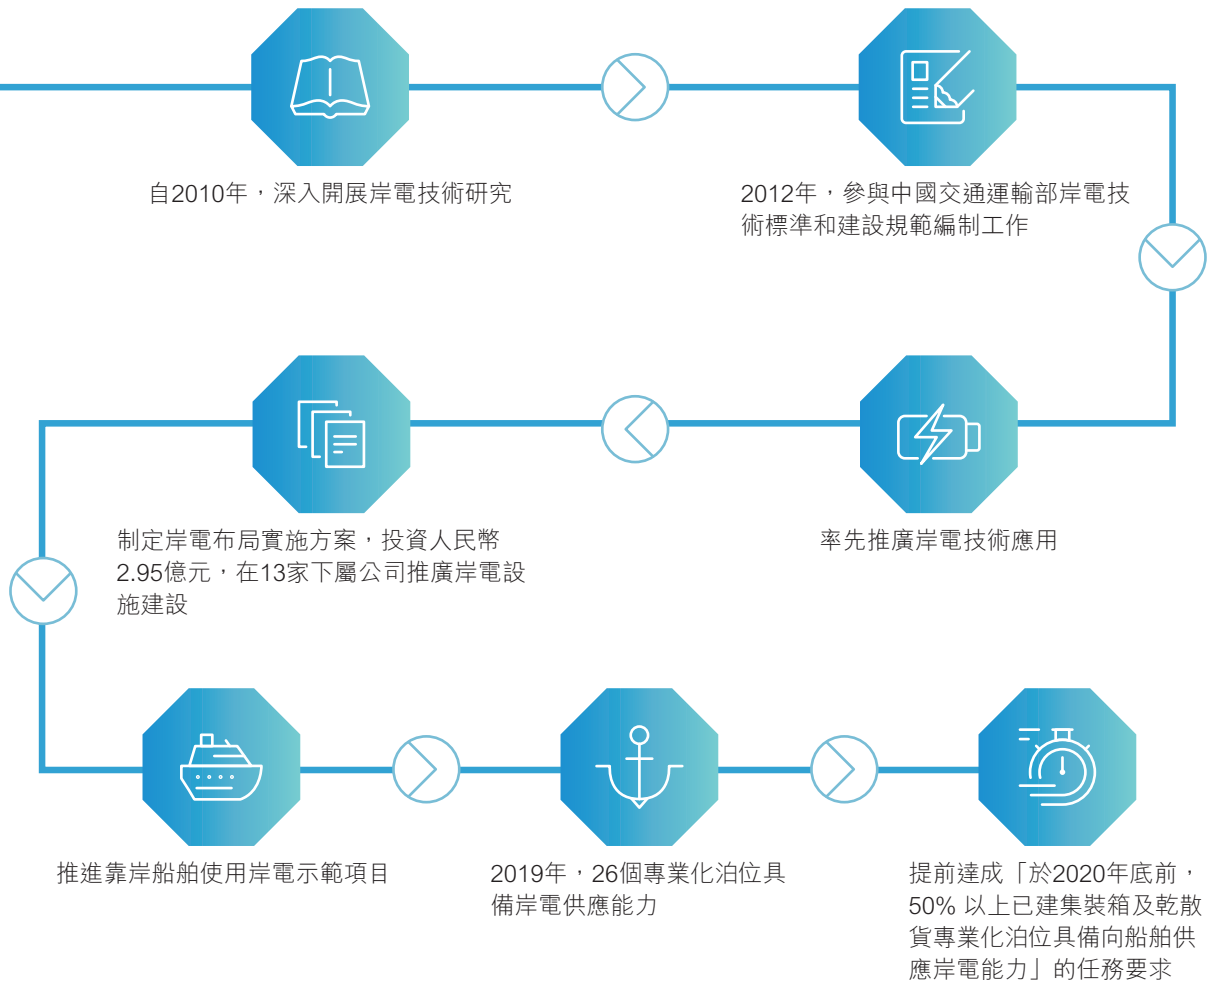 自2010年，深入開展岸電技術研究
2012年，參與中國交通運輸部岸電技
術標準和建設規範編制工作
率先推廣岸電技術應用
制定岸電布局實施方案，投資人民幣
2.95億元，在13家下屬公司推廣岸電設
施建設
推進靠岸船舶使用岸電示範項目
2019年，26個專業化泊位具
備岸電供應能力
提前達成「於2020年底前，
50% 以上已建集裝箱及乾散
貨專業化泊位具備向船舶供
應岸電能力」的任務要求